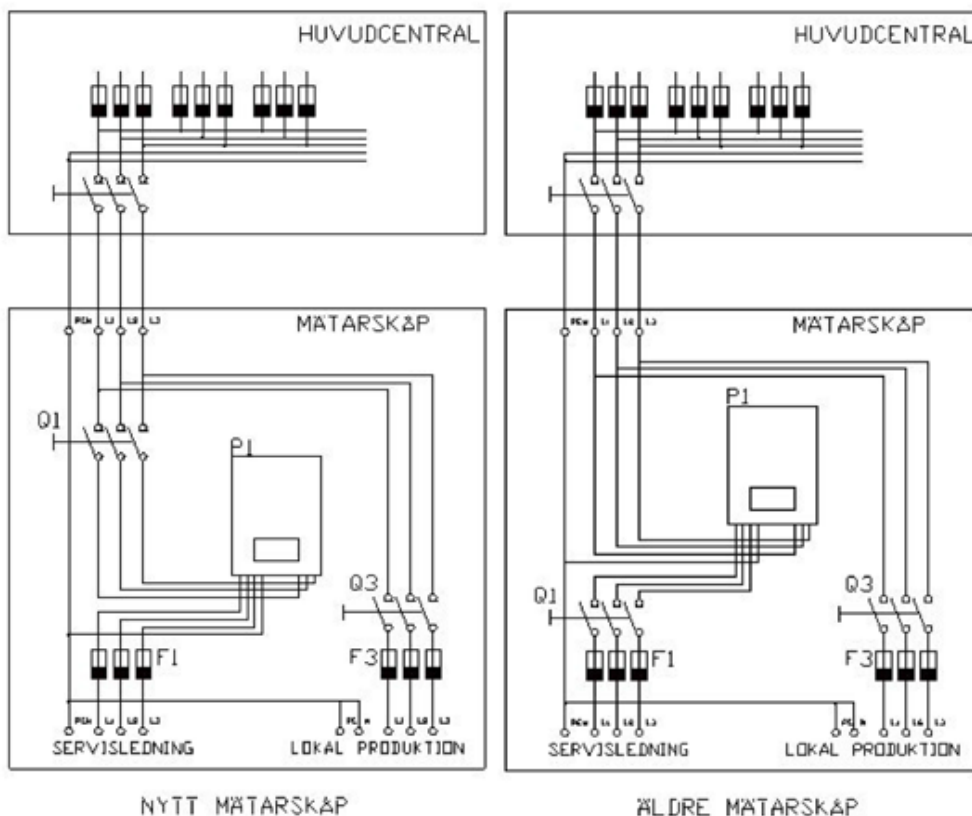 HUVUDCENTRAL
MÄTARSKÅP
Q1
P1
Q3
F1
F3
SERVISLEDNING
LOKAL PRODUKTION
NYTT MÄTARSKÅP
HUVUDCENTRAL
MÄTARSKÅP
P1
Q1
Q3
F1
F3
SERVISLEDNING
LOKAL PRODUKTION
ÄLDRE MÄTARSKÅP